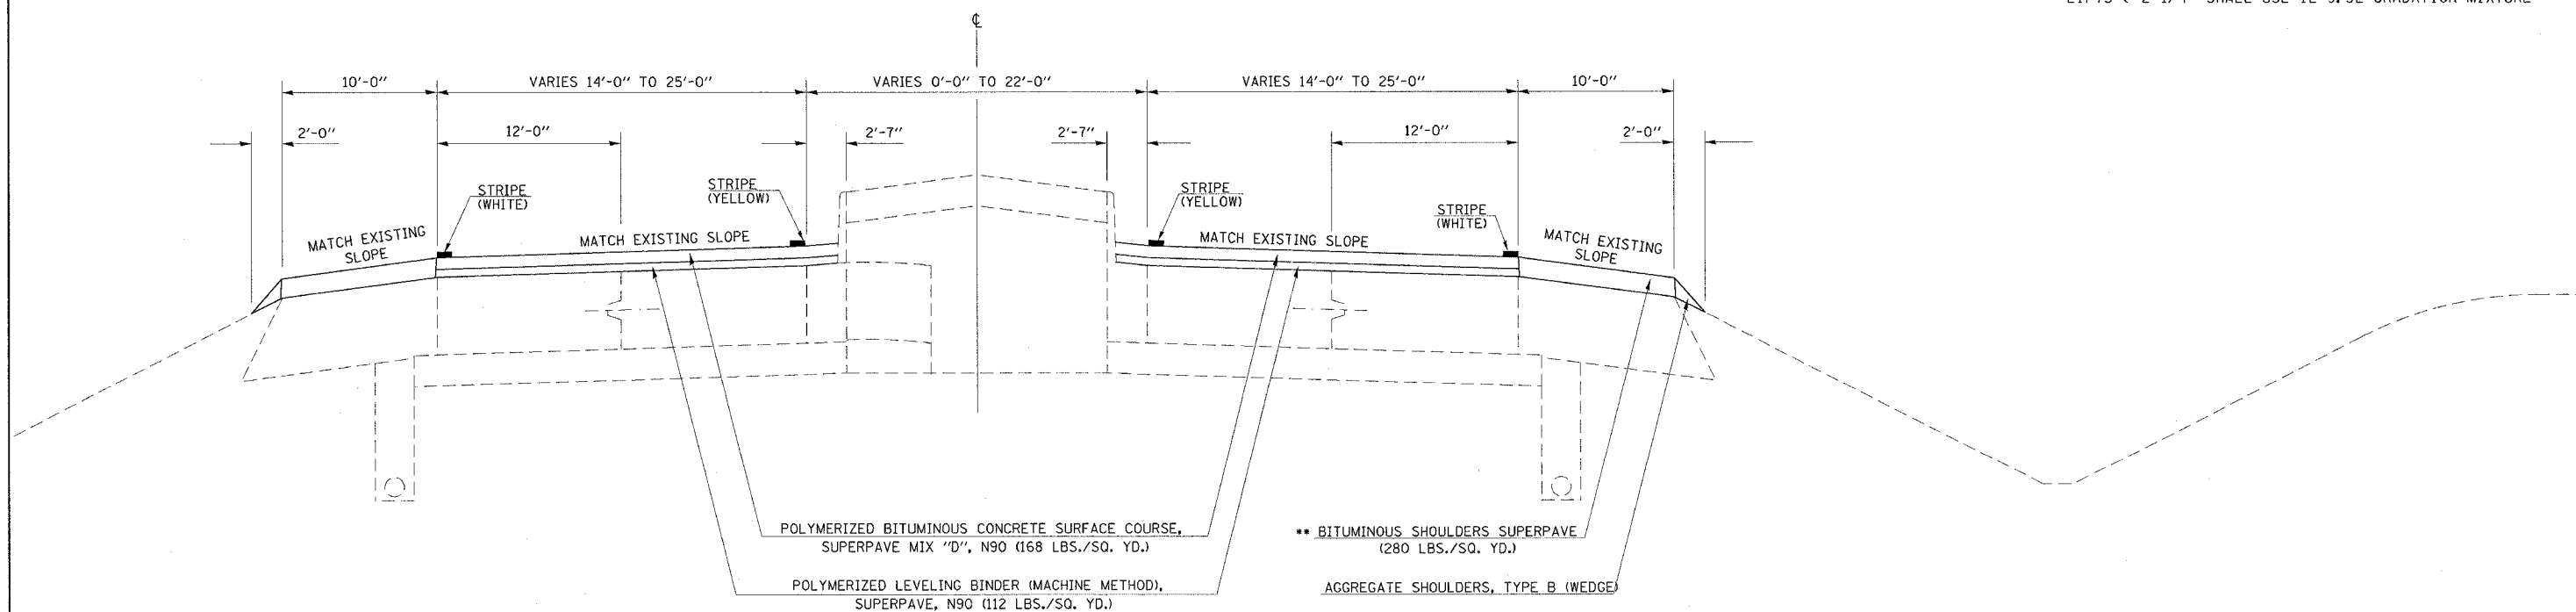 ℄
10'-0"
VARIES 14'-0" TO 25'-0"
VARIES 0'-0" TO 22'-0"
VARIES 14'-0" TO 25'-0"
10'-0"
2'-0"
12'-0"
2'-7"
2'-7"
12'-0"
2'-0"
STRIPE
(WHITE)
STRIPE
(YELLOW)
STRIPE
(YELLOW)
STRIPE
(WHITE)
MATCH EXISTING
SLOPE
MATCH EXISTING SLOPE
MATCH EXISTING SLOPE
MATCH EXISTING
SLOPE
POLYMERIZED BITUMINOUS CONCRETE SURFACE COURSE,
SUPERPAVE MIX "D", N90 (168 LBS./SQ. YD.)
** BITUMINOUS SHOULDERS SUPERPAVE
(280 LBS./SQ. YD.)
POLYMERIZED LEVELING BINDER (MACHINE METHOD),
SUPERPAVE, N90 (112 LBS./SQ. YD.)
AGGREGATE SHOULDERS, TYPE B (WEDGE)